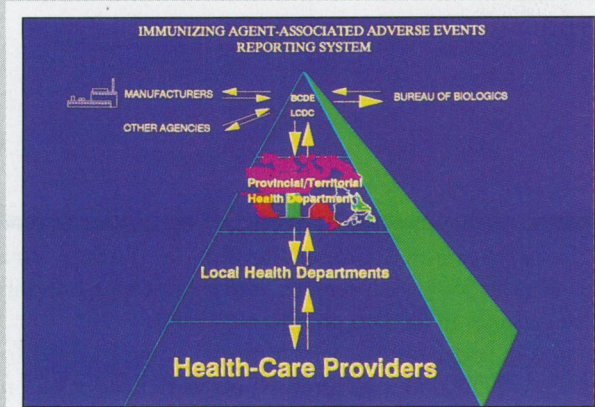 IMMUNIZING AGENT-ASSOCIATED ADVERSE EVENTS
REPORTING SYSTEM
MANUFACTURERS
BCDE
LCDC
BUREAU OF BIOLOGICS
OTHER AGENCIES
Provincial/Territorial
Health Department
Local Health Departments
Health-Care Providers